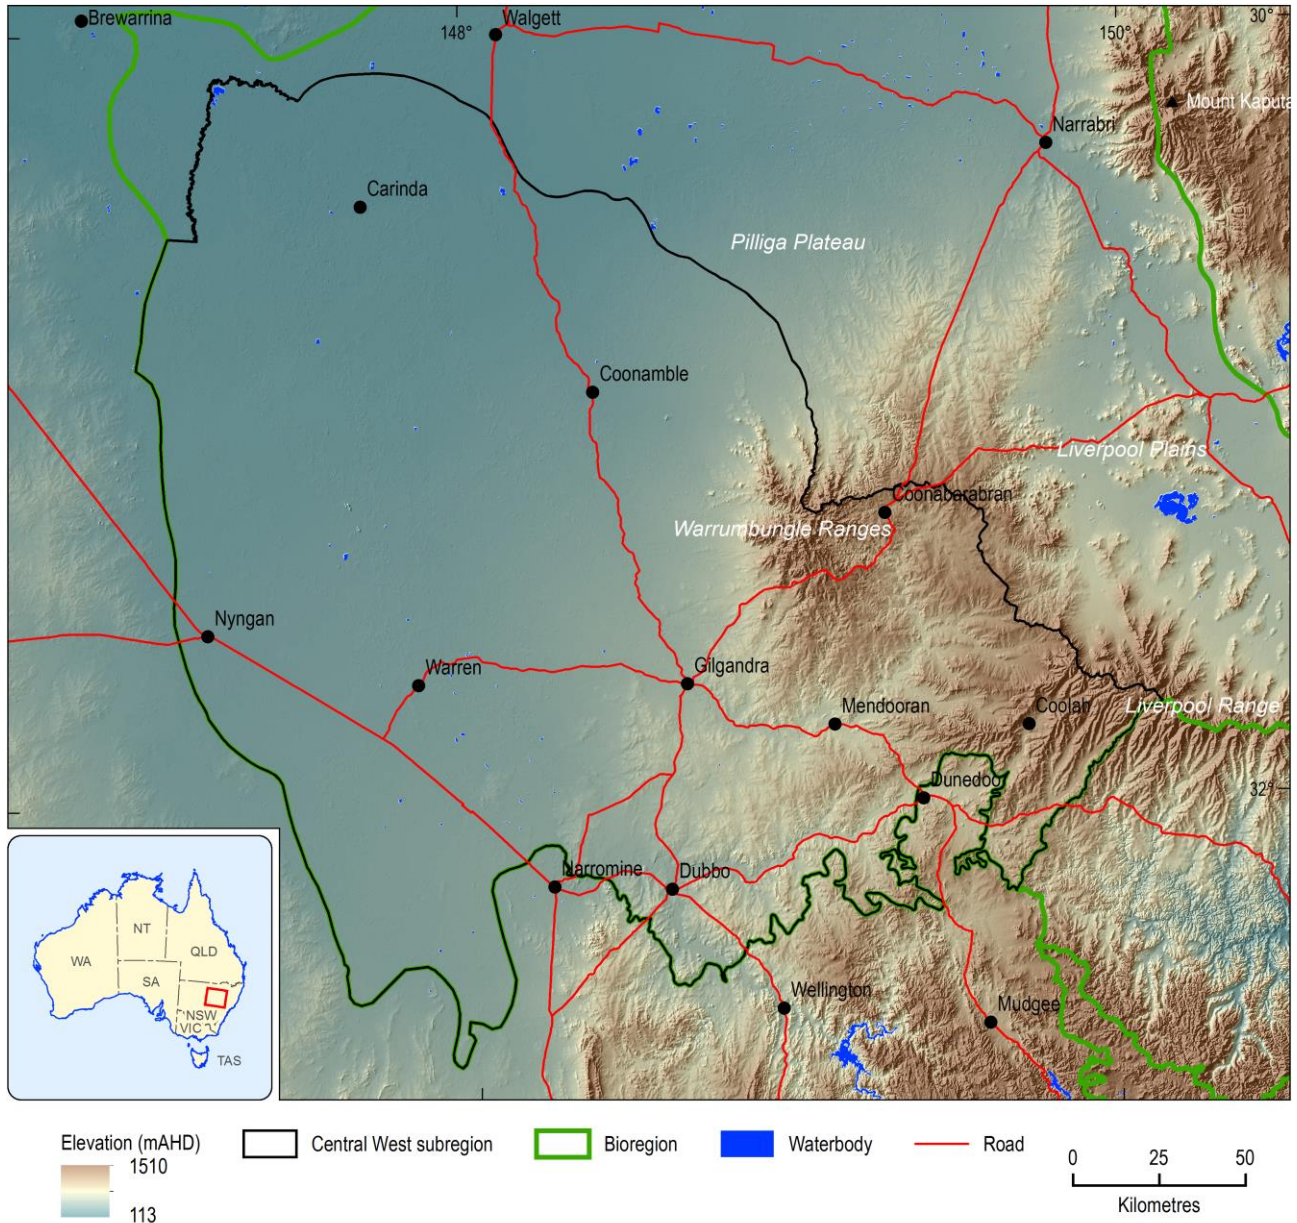 Brewarrina
148°
Walgett
150°
30°
Mount Kaputa
Narrabri
Carinda
Pilliga Plateau
Coonamble
Liverpool Plains
Coonabarabran
Warrumbungle Ranges
Nyngan
Warren
Gilgandra
Mendooran
Coolah
Liverpool Range
Dunedoo
32°
Narromine
Dubbo
Wellington
Mudgee
NT
WA
QLD
SA
NSW
VIC
TAS
Elevation (mAHD)
1510
113
Central West subregion
Bioregion
Waterbody
Road
0 25 50
Kilometres